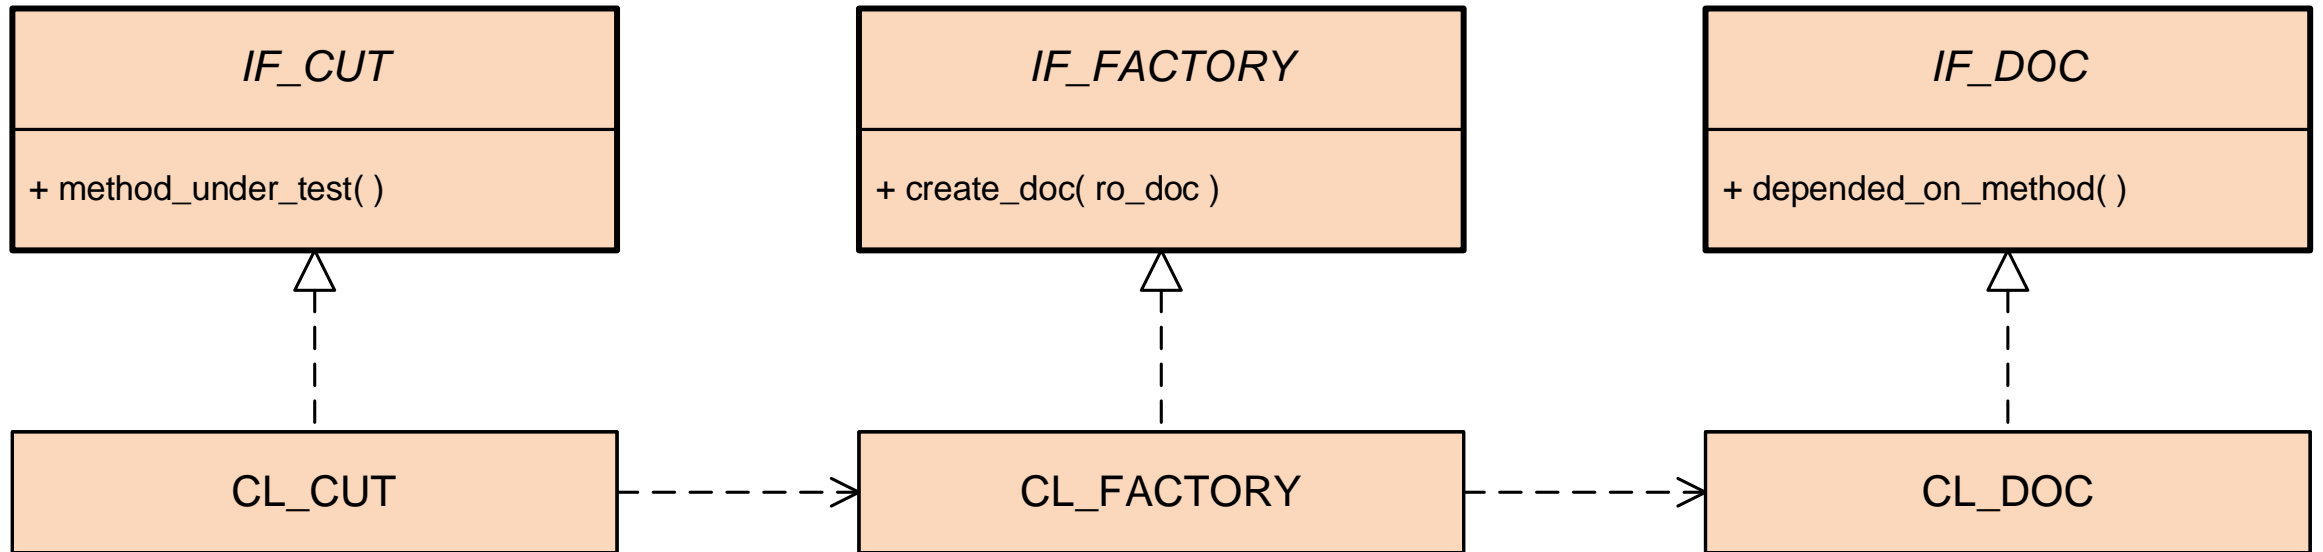 IF_CUT
+ method_under_test( )
IF_FACTORY
+ create_doc( ro_doc )
IF_DOC
+ depended_on_method( )
CL_CUT
CL_FACTORY
CL_DOC